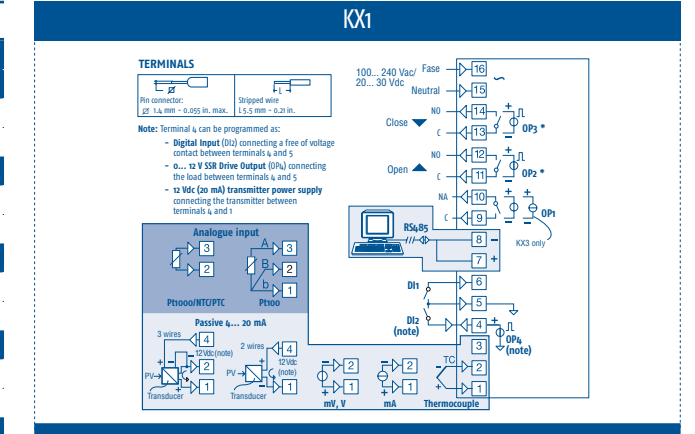 KX1
TERMINALS
Pin connector:
Ø 1.4 mm - 0.055 in. max.
L
Stripped wire
L 5.5 mm - 0.21 in.
Note: Terminal 4 can be programmed as:
- Digital Input (DI2) connecting a free of voltage
contact between terminals 4 and 5
- 0... 12 V SSR Drive Output (OP4) connecting
the load between terminals 4 and 5
- 12 Vdc (20 mA) transmitter power supply
connecting the transmitter between
terminals 4 and 1
100... 240 Vac/
20... 30 Vdc
Fase 16
Neutral 15
Close
NO 14
C 13
OP3 *
Open
NO 12
C 11
OP2 *
NA 10
C 9
OP1
KX3 only
RS485
8 -
7 +
DI1
6
5
DI2
(note)
4
OP4
(note)
3
TC
2
1
Analogue input
3
2
Pt1000/NTC/PTC
A 3
B 2
b 1
Pt100
Passive 4... 20 mA
3 wires
4
12Vdc(note)
PV
2
1
Transducer
2 wires
4
12Vdc
(note)
PV
2
1
Transducer
2
1
mV, V
2
1
mA
Thermocouple